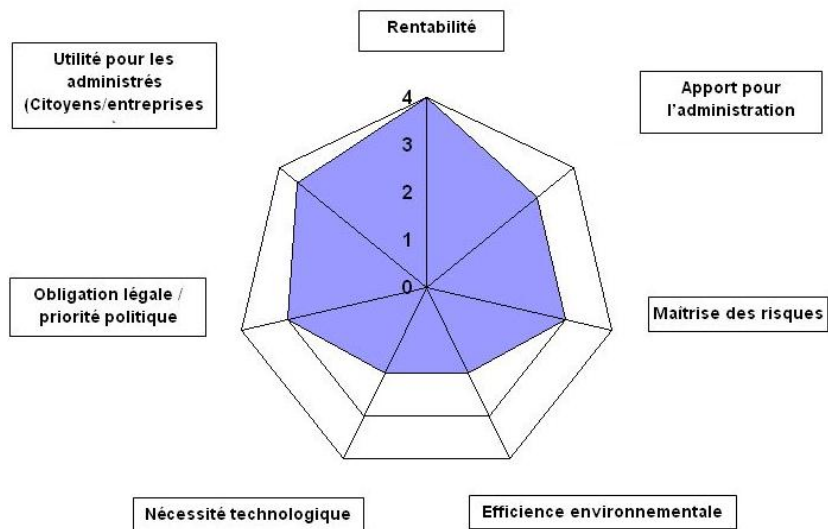 Rentabilité
Utilité pour les
administrés
(Citoyens/entreprises
Apport pour
l'administration
4
3
2
1
0
Obligation légale /
priorité politique
Maîtrise des risques
Nécessité technologique
Efficience environnementale